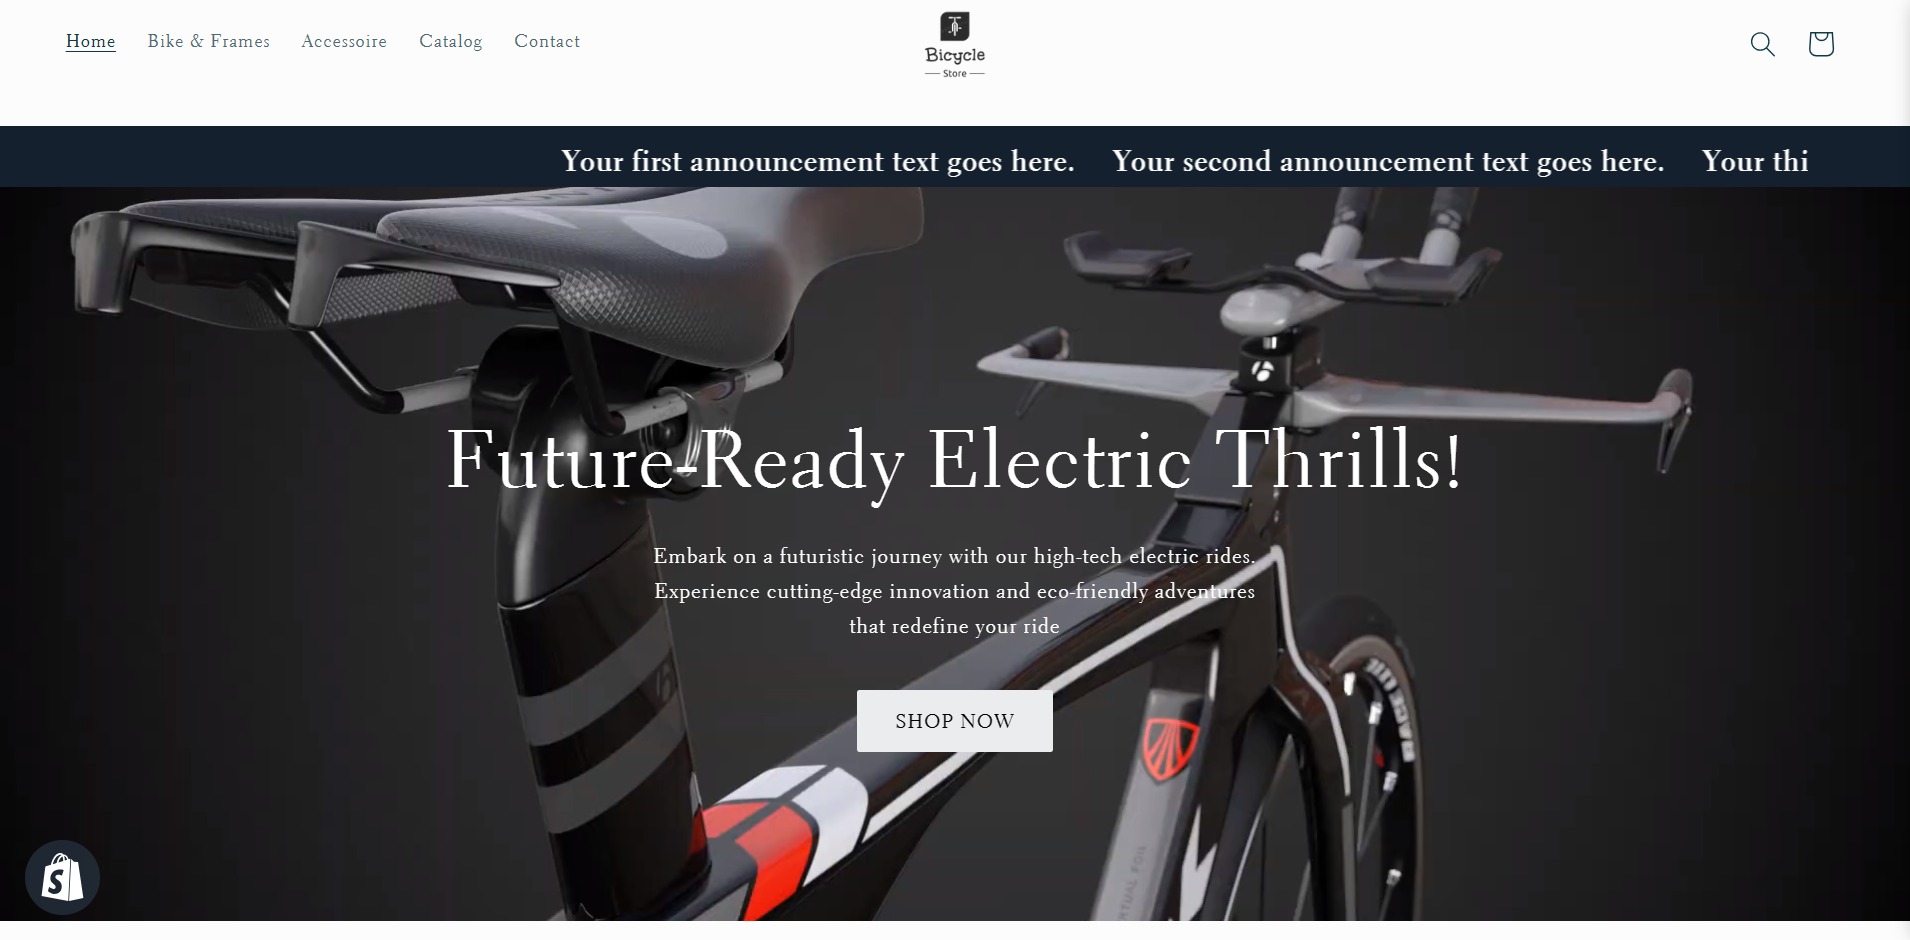 Home Bike & Frames Accessoire Catalog Contact
Bicycle
Store
Your first announcement text goes here. Your second announcement text goes here. Your thi
Future-Ready Electric Thrills!
Embark on a futuristic journey with our high-tech electric rides.
Experience cutting-edge innovation and eco-friendly adventures
that redefine your ride
RACE LITE
SHOP NOW